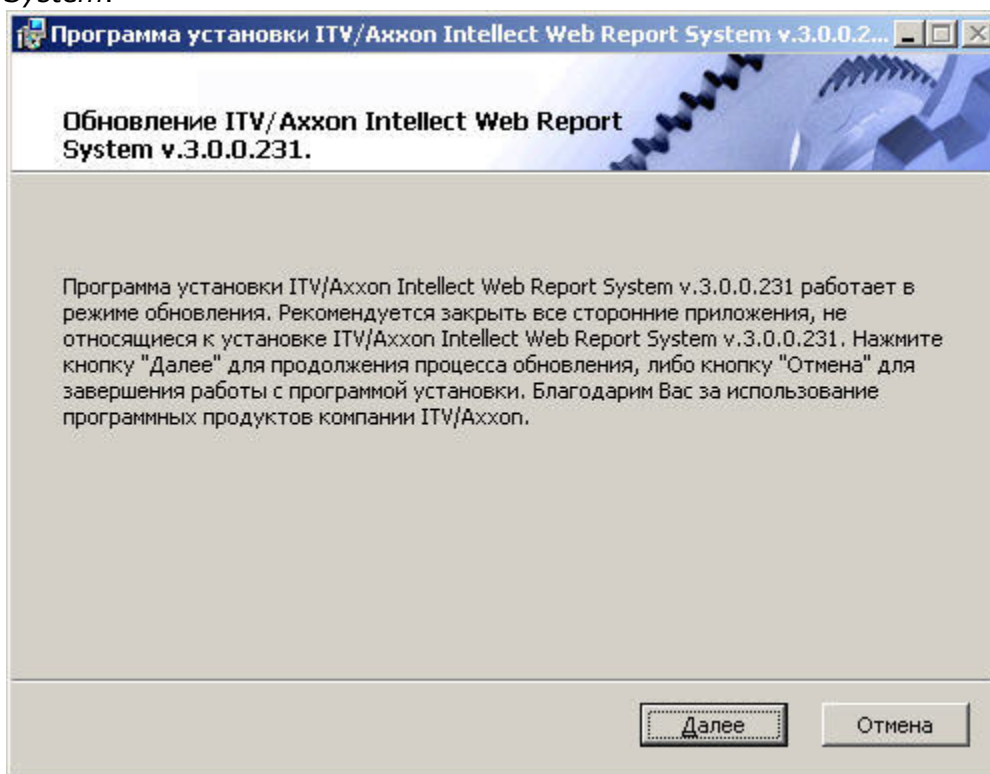 System.
Программа установки ITV/Axxon Intellect Web Report System v.3.0.0.2...
Обновление ITV/Axxon Intellect Web Report
System v.3.0.0.231.
Программа установки ITV/Axxon Intellect Web Report System v.3.0.0.231 работает в
режиме обновления. Рекомендуется закрыть все сторонние приложения, не
относящиеся к установке ITV/Axxon Intellect Web Report System v.3.0.0.231. Нажмите
кнопку "Далее" для продолжения процесса обновления, либо кнопку "Отмена" для
завершения работы с программой установки. Благодарим Вас за использование
программных продуктов компании ITV/Axxon.
Далее
Отмена